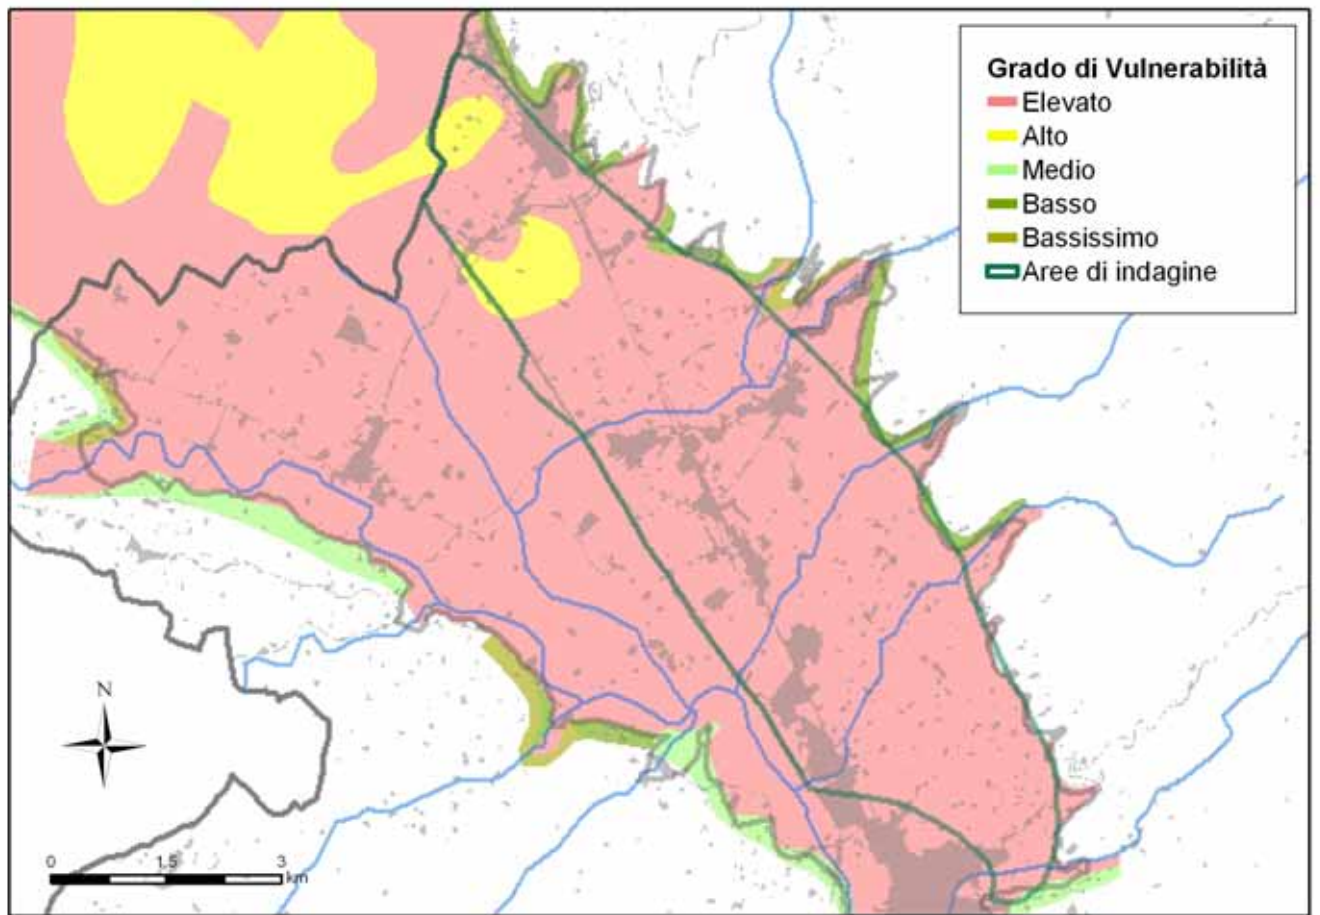 Grado di Vulnerabilità
Elevato
Alto
Medio
Basso
Bassissimo
Aree di indagine
N
0 1,5 3
km